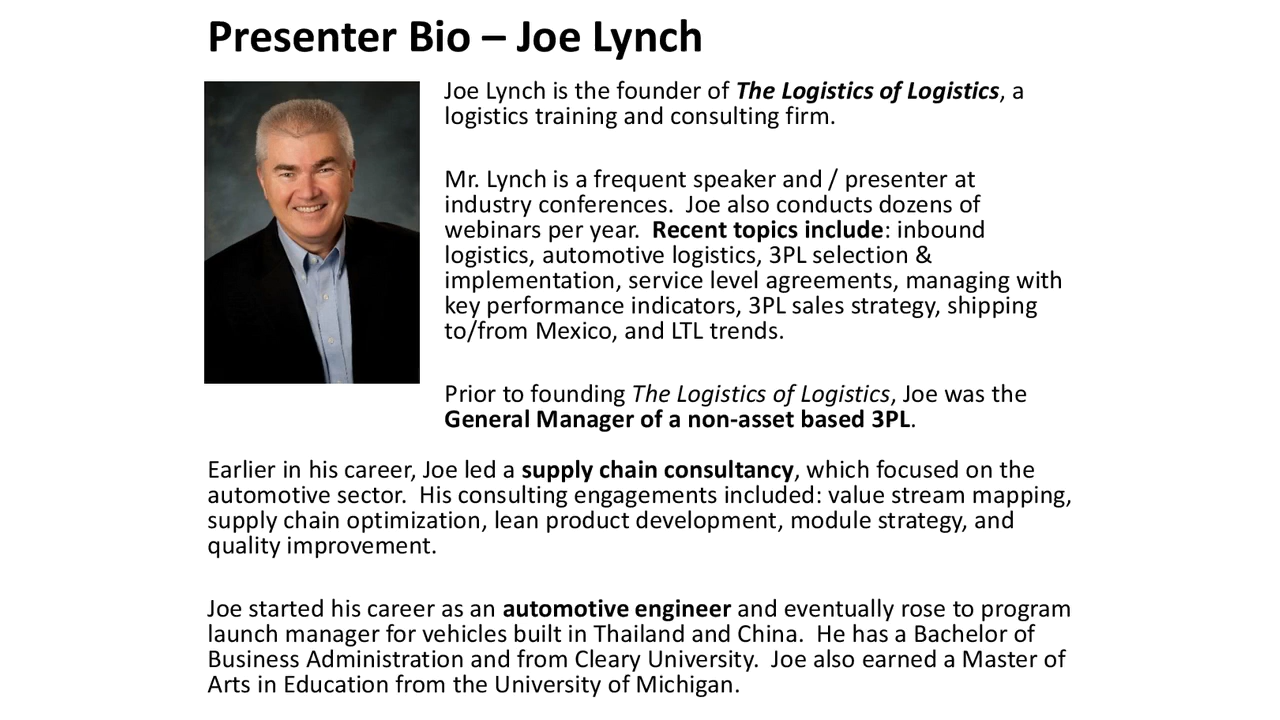 Presenter Bio – Joe Lynch
Joe Lynch is the founder of The Logistics of Logistics, a
logistics training and consulting firm.
Mr. Lynch is a frequent speaker and / presenter at
industry conferences.  Joe also conducts dozens of
webinars per year.  Recent topics include: inbound
logistics, automotive logistics, 3PL selection &
implementation, service level agreements, managing with
key performance indicators, 3PL sales strategy, shipping
to/from Mexico, and LTL trends.
Prior to founding The Logistics of Logistics, Joe was the
General Manager of a non-asset based 3PL.
Earlier in his career, Joe led a supply chain consultancy, which focused on the
automotive sector.  His consulting engagements included: value stream mapping,
supply chain optimization, lean product development, module strategy, and
quality improvement.
Joe started his career as an automotive engineer and eventually rose to program
launch manager for vehicles built in Thailand and China.  He has a Bachelor of
Business Administration and from Cleary University.  Joe also earned a Master of
Arts in Education from the University of Michigan.